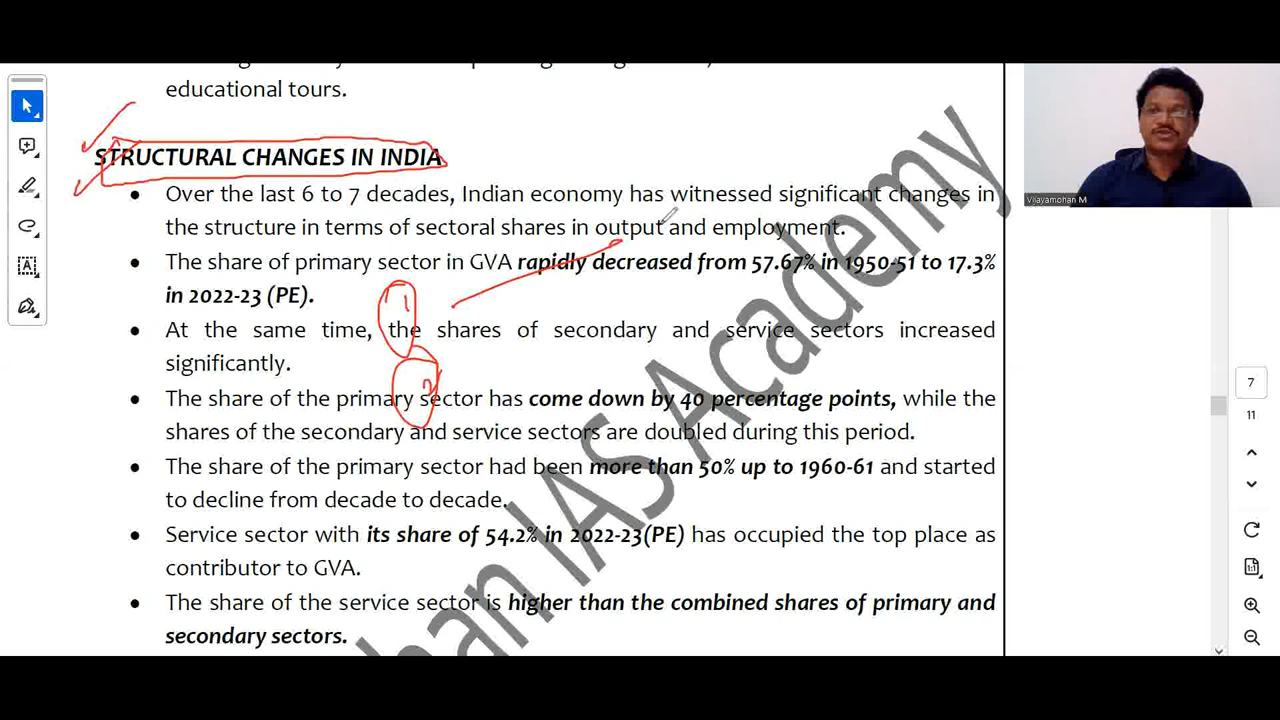 educational tours.
STRUCTURAL CHANGES IN INDIA
• Over the last 6 to 7 decades, Indian economy has witnessed significant changes in
the structure in terms of sectoral shares in output and employment.
• The share of primary sector in GVA rapidly decreased from 57.67% in 1950-51 to 17.3%
in 2022-23 (PE).
• At the same time, the shares of secondary and service sectors increased
significantly.
• The share of the primary sector has come down by 40 percentage points, while the
shares of the secondary and service sectors are doubled during this period.
• The share of the primary sector had been more than 50% up to 1960-61 and started
to decline from decade to decade.
• Service sector with its share of 54.2% in 2022-23(PE) has occupied the top place as
contributor to GVA.
• The share of the service sector is higher than the combined shares of primary and
secondary sectors.
han IAS Academy
1
2
Vijayamohan M
7
11
1:1